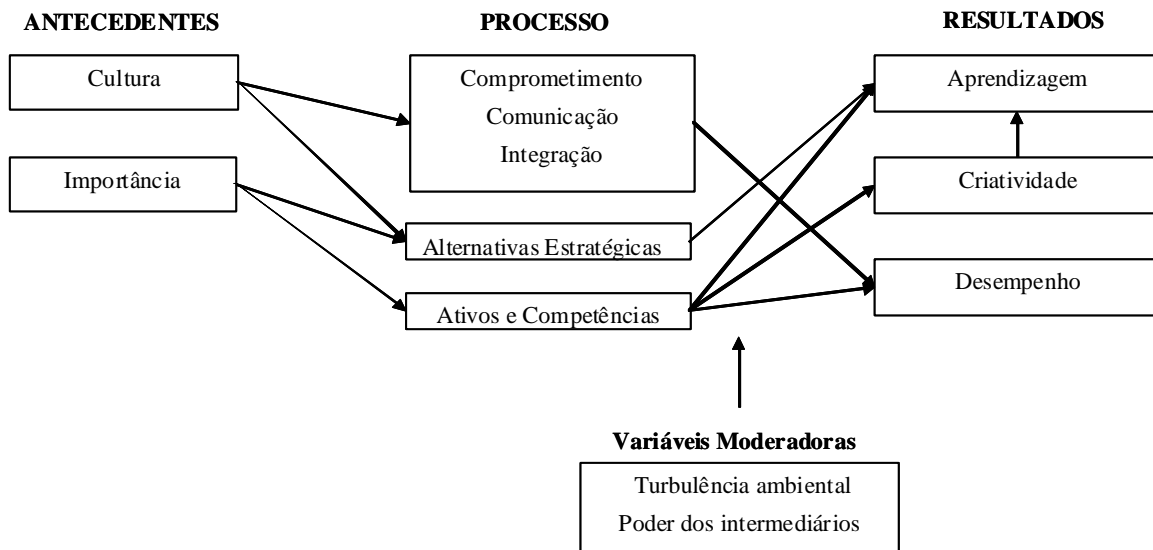 ANTECEDENTES
PROCESSO
RESULTADOS
Cultura
Importância
Comprometimento
Comunicação
Integração
Alternativas Estratégicas
Ativos e Competências
Aprendizagem
Criatividade
Desempenho
Variáveis Moderadoras
Turbulência ambiental
Poder dos intermediários